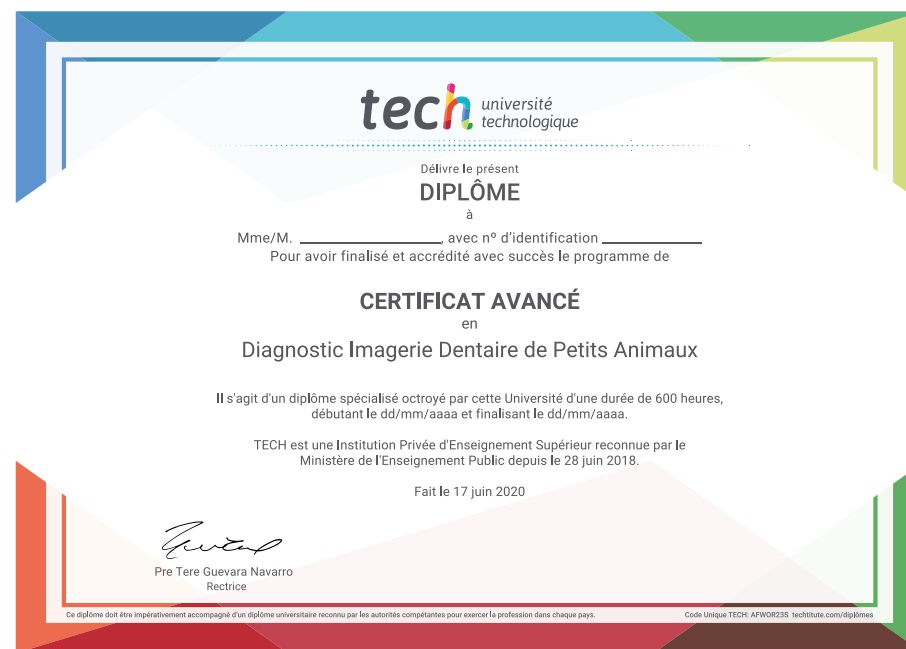 tech université
technologique
Délivre le présent
DIPLÔME
à
Mme/M. ____________________, avec nº d'identification ______________
Pour avoir finalisé et accrédité avec succès le programme de
CERTIFICAT AVANCÉ
en
Diagnostic Imagerie Dentaire de Petits Animaux
Il s'agit d'un diplôme spécialisé octroyé par cette Université d'une durée de 600 heures,
débutant le dd/mm/aaaa et finalisant le dd/mm/aaaa.
TECH est une Institution Privée d'Enseignement Supérieur reconnue par le
Ministère de l'Enseignement Public depuis le 28 juin 2018.
Fait le 17 juin 2020
Pre Tere Guevara Navarro
Rectrice
Ce diplôme doit être impérativement accompagné d'un diplôme universitaire reconnu par les autorités compétantes pour exercer la profession dans chaque pays.
Code Unique TECH: AFWOR23S techtitute.com/diplômes